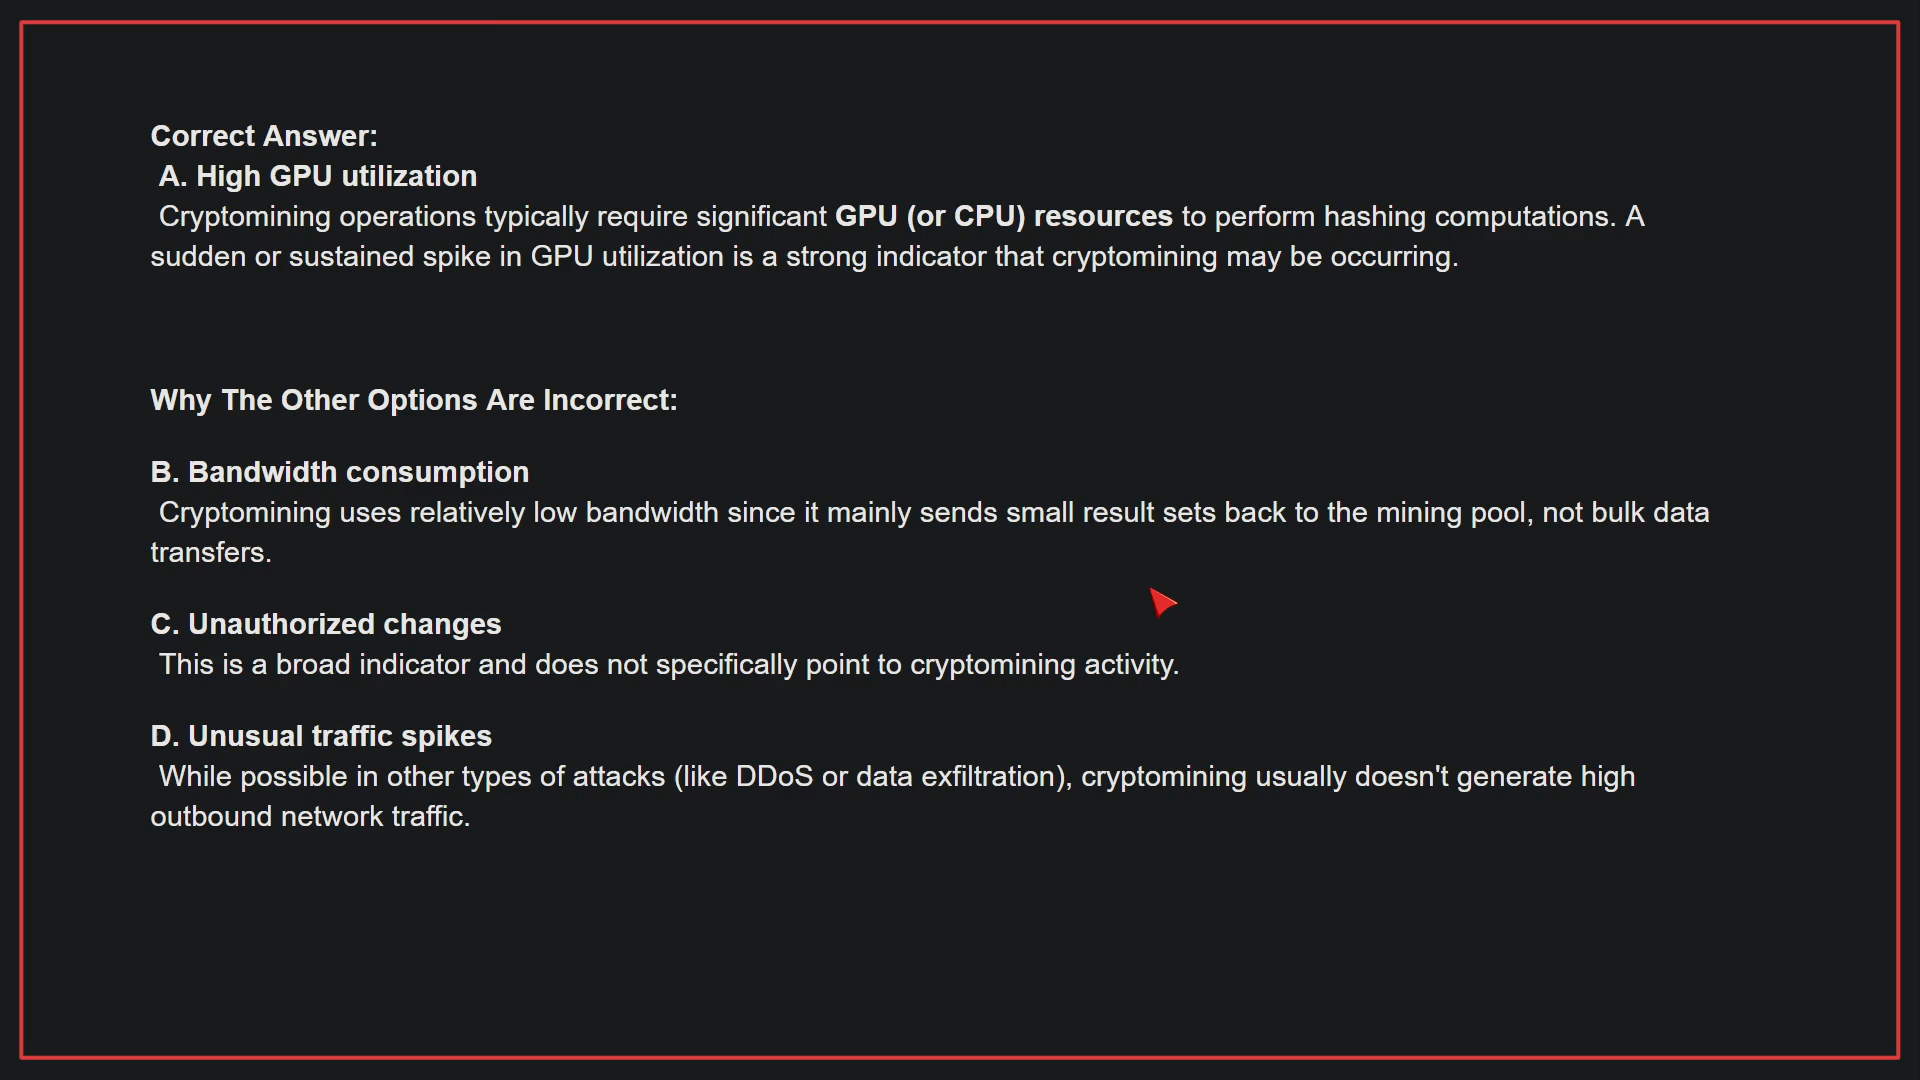 Correct Answer:
A. High GPU utilization
Cryptomining operations typically require significant GPU (or CPU) resources to perform hashing computations. A
sudden or sustained spike in GPU utilization is a strong indicator that cryptomining may be occurring.
Why The Other Options Are Incorrect:
B. Bandwidth consumption
Cryptomining uses relatively low bandwidth since it mainly sends small result sets back to the mining pool, not bulk data
transfers.
C. Unauthorized changes
This is a broad indicator and does not specifically point to cryptomining activity.
D. Unusual traffic spikes
While possible in other types of attacks (like DDoS or data exfiltration), cryptomining usually doesn't generate high
outbound network traffic.